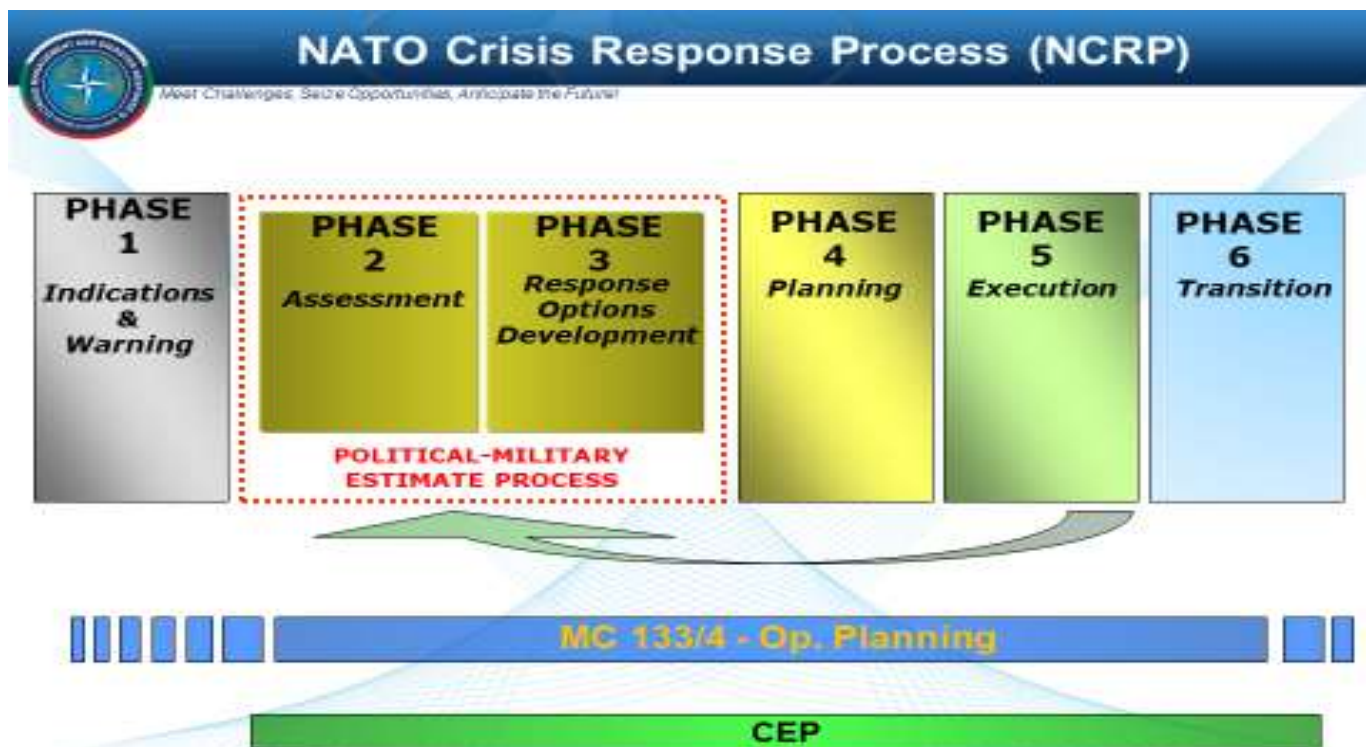 NATO Crisis Response Process (NCRP)
Meet Challenges, Seize Opportunities, Anticipate the Future!
PHASE
1
Indications
&
Warning
PHASE
2
Assessment
PHASE
3
Response
Options
Development
POLITICAL-MILITARY
ESTIMATE PROCESS
PHASE
4
Planning
PHASE
5
Execution
PHASE
6
Transition
MC 133/4 - Op. Planning
CEP